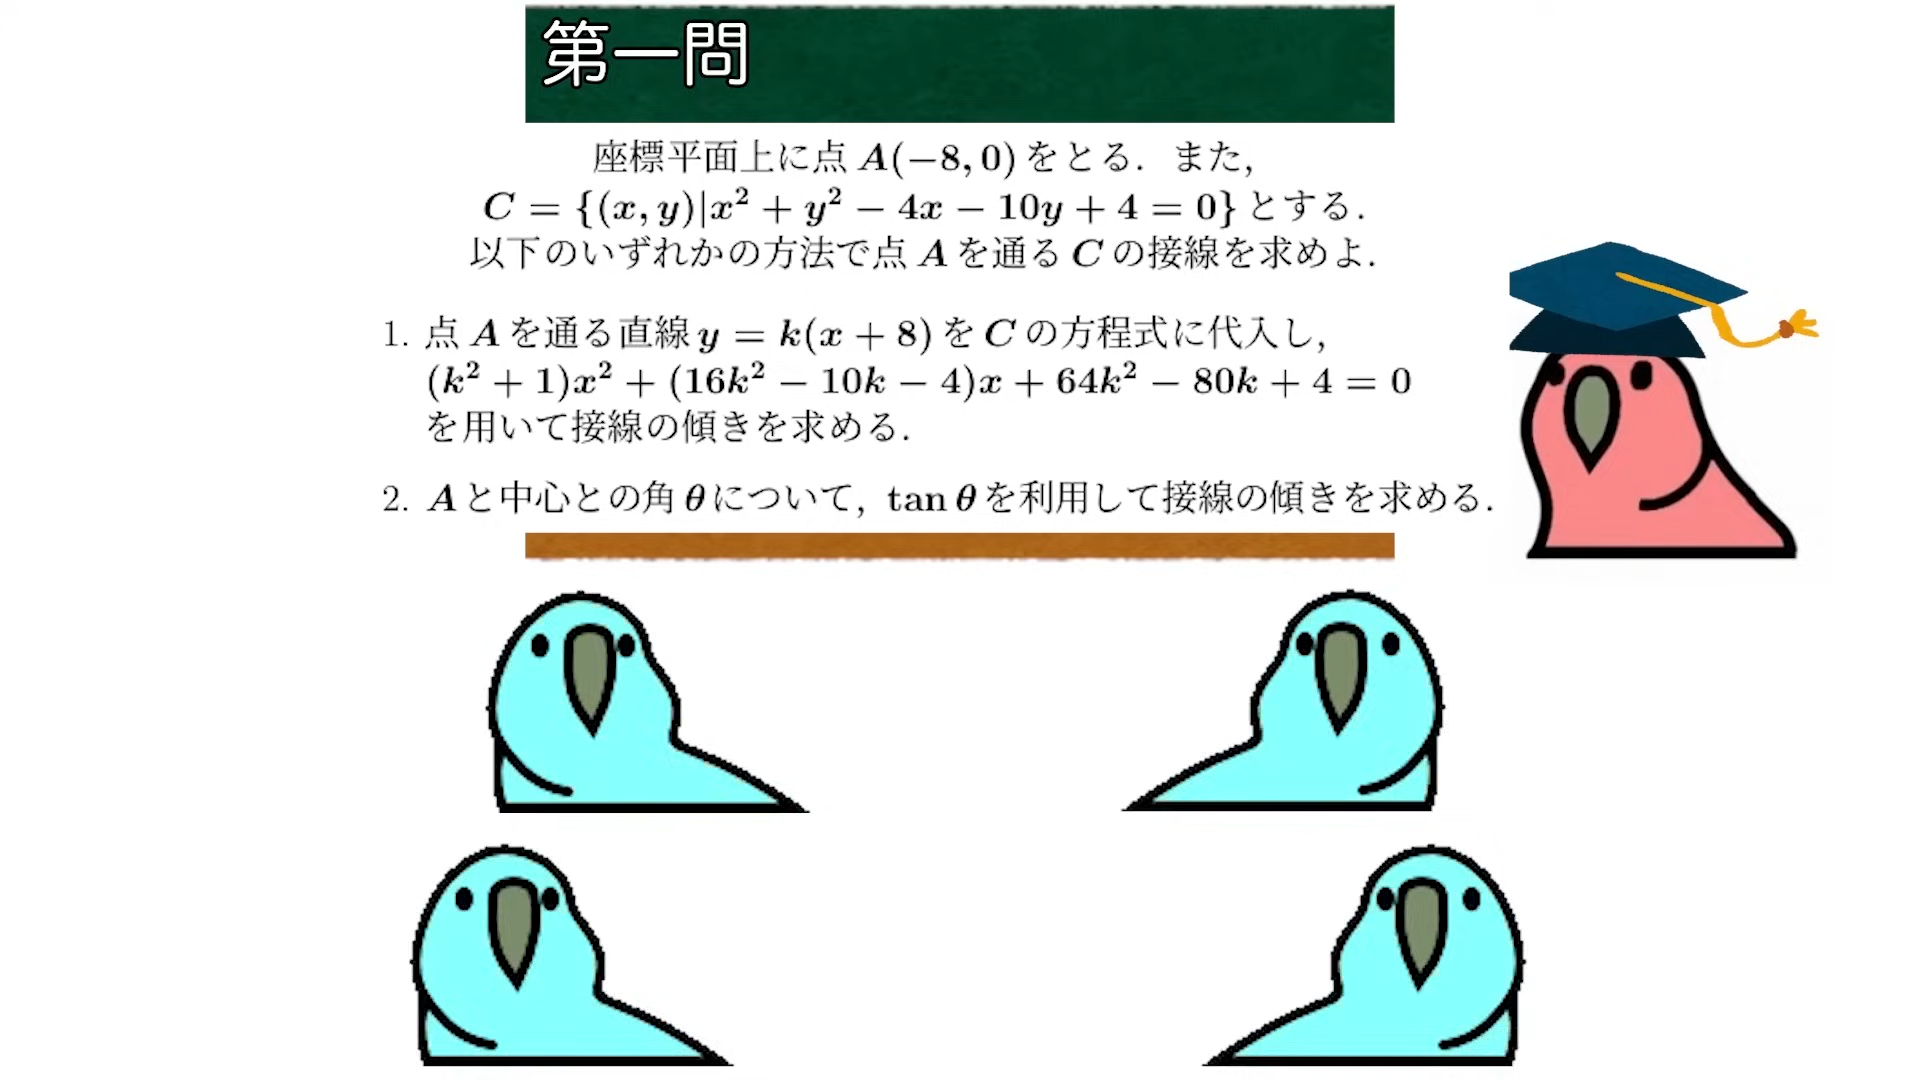 第一問
座標平面上に点 A(−8, 0) をとる．また,
C = {(x, y)|x² + y² − 4x − 10y + 4 = 0} とする．
以下のいずれかの方法で点 A を通る C の接線を求めよ．
1. 点 A を通る直線 y = k(x + 8) を C の方程式に代入し,
(k² + 1)x² + (16k² − 10k − 4)x + 64k² − 80k + 4 = 0
を用いて接線の傾きを求める．
2. A と中心との角 θ について, tan θ を利用して接線の傾きを求める．